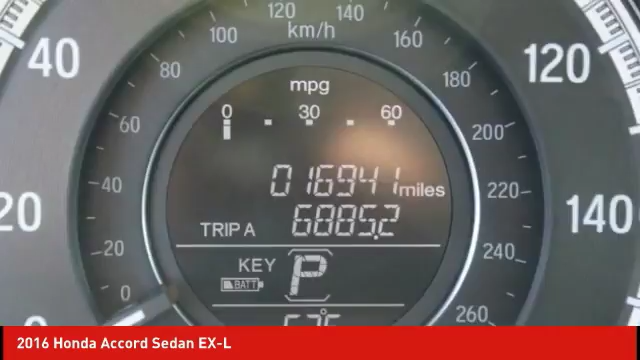 120 140
km/h
100 160
40 mpg 120
80 180
0 30 60
60 200
016941 miles
40 220
20 TRIP A 6885.2 140
KEY P
20 240
BATT
0 260
2016 Honda Accord Sedan EX-L